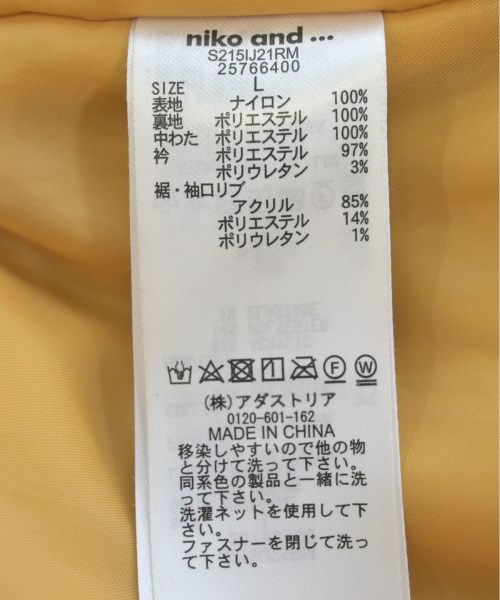 niko and ...
S215IJ21RM
25766400
SIZE L
表地 ナイロン 100%
裏地 ポリエステル 100%
中わた ポリエステル 100%
衿 ポリエステル 97%
ポリウレタン 3%
裾・袖口リブ
アクリル 85%
ポリエステル 14%
ポリウレタン 1%
F W
(株)アダストリア
0120-601-162
MADE IN CHINA
移染しやすいので他の物
と分けて洗って下さい。
同系色の製品と一緒に洗
って下さい。
洗濯ネットを使用して下
さい。
ファスナーを閉じて洗っ
て下さい。